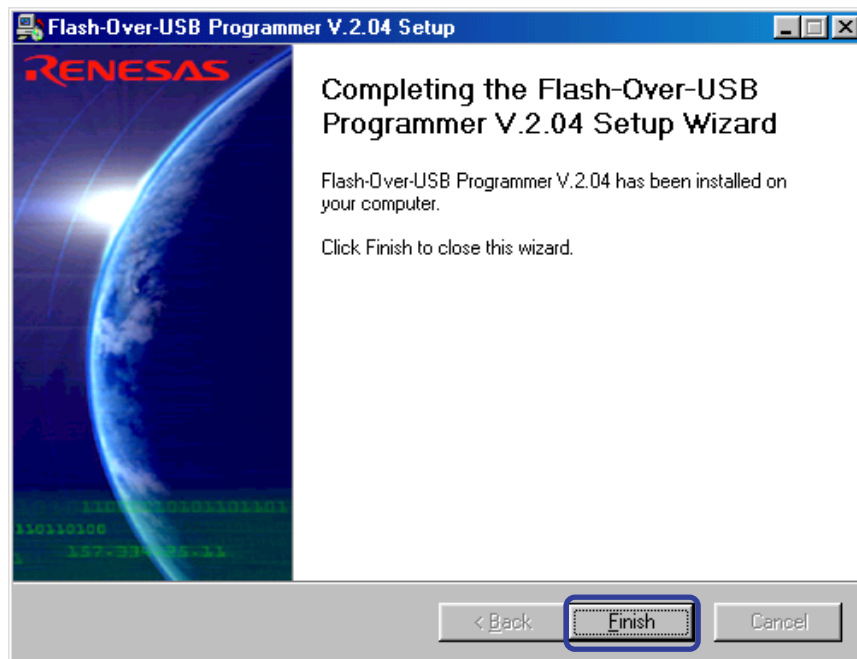 Flash-Over-USB Programmer V.2.04 Setup
RENESAS
Completing the Flash-Over-USB
Programmer V.2.04 Setup Wizard
Flash-Over-USB Programmer V.2.04 has been installed on
your computer.
Click Finish to close this wizard.
110110100
< Back
Finish
Cancel